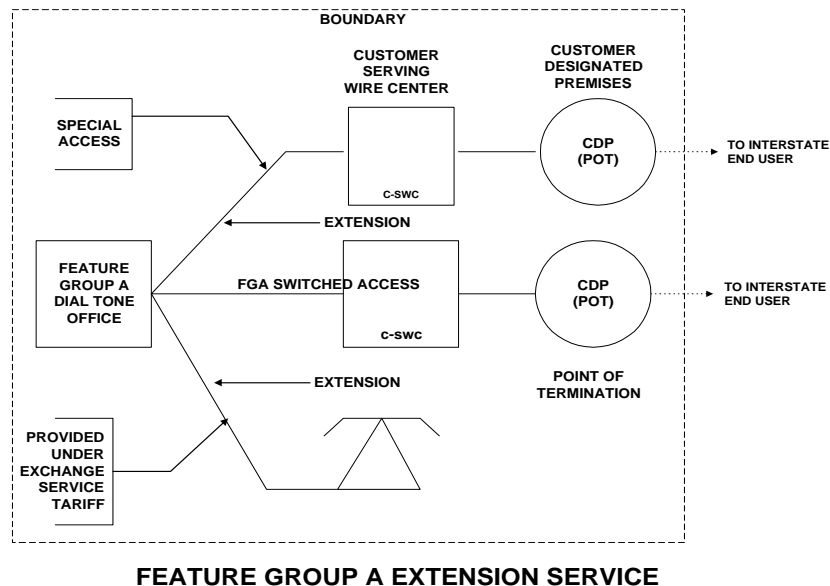 BOUNDARY
CUSTOMER
SERVING
WIRE CENTER
CUSTOMER
DESIGNATED
PREMISES
SPECIAL
ACCESS
C-SWC
CDP
(POT)
TO INTERSTATE
END USER
EXTENSION
FEATURE
GROUP A
DIAL TONE
OFFICE
FGA SWITCHED ACCESS
C-SWC
CDP
(POT)
TO INTERSTATE
END USER
EXTENSION
POINT OF
TERMINATION
PROVIDED
UNDER
EXCHANGE
SERVICE
TARIFF
FEATURE GROUP A EXTENSION SERVICE